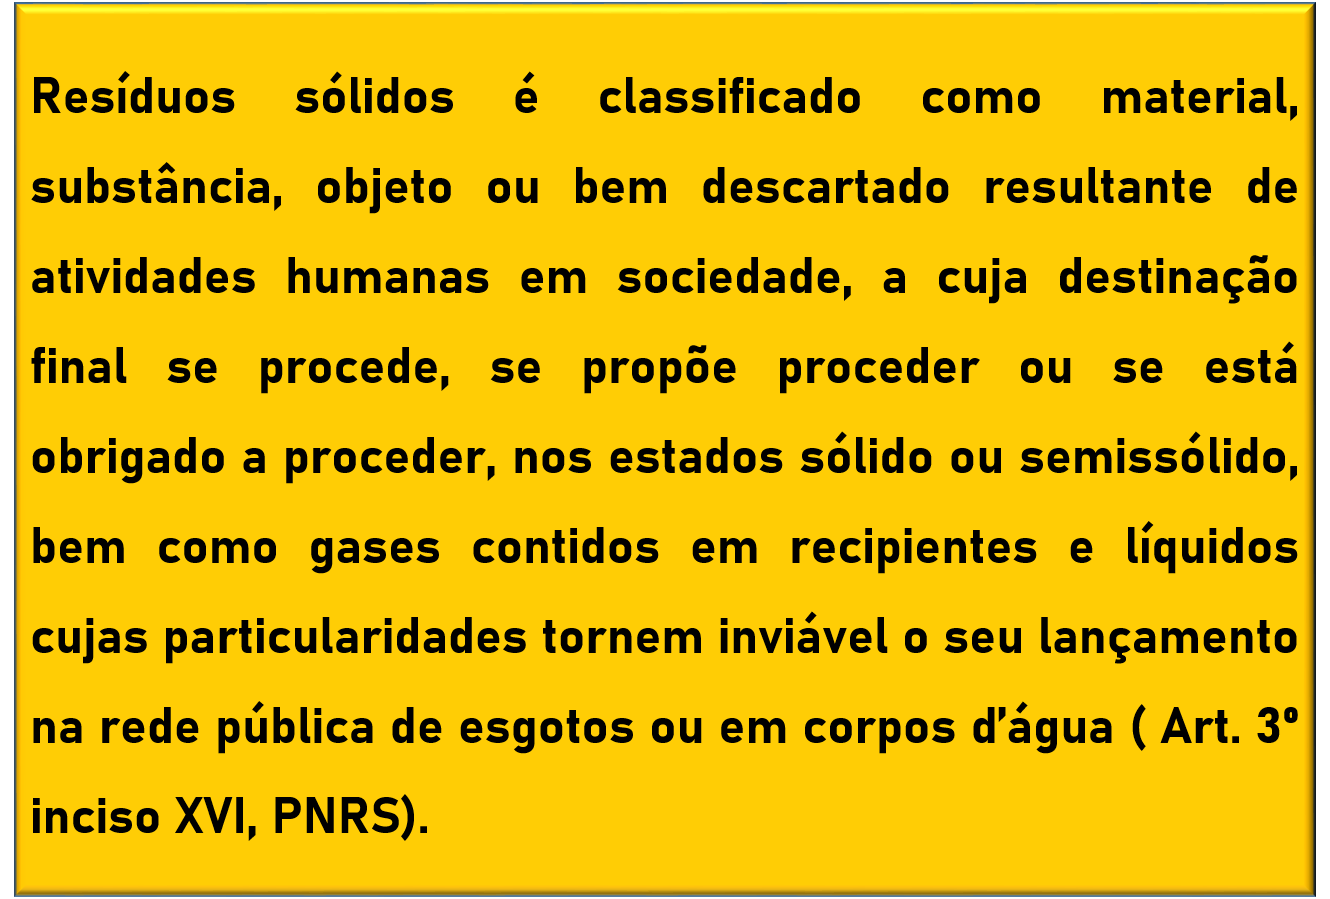 Resíduos sólidos é classificado como material,
substância, objeto ou bem descartado resultante de
atividades humanas em sociedade, a cuja destinação
final se procede, se propõe proceder ou se está
obrigado a proceder, nos estados sólido ou semissólido,
bem como gases contidos em recipientes e líquidos
cujas particularidades tornem inviável o seu lançamento
na rede pública de esgotos ou em corpos d’água ( Art. 3º
inciso XVI, PNRS).